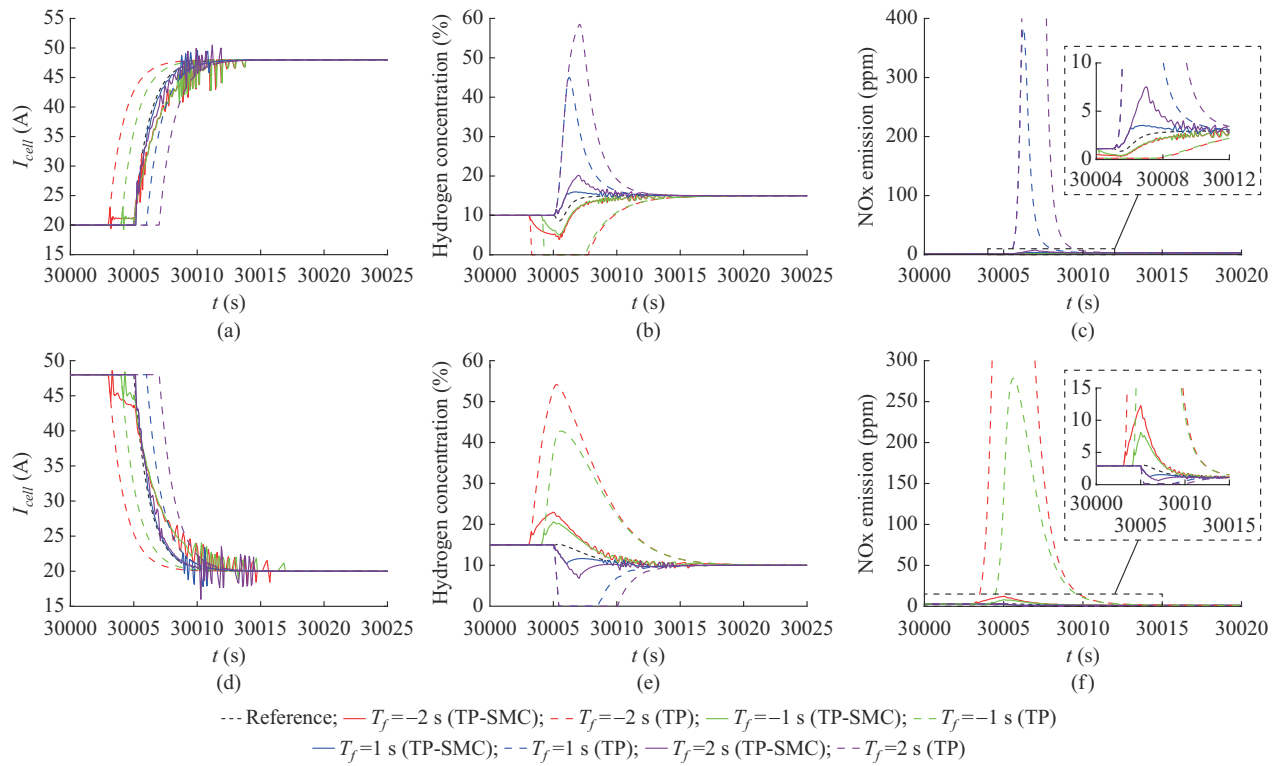 55
50
45
40
35
30
25
20
15
I_cell (A)
30000 30005 30010 30015 30020 30025
t (s)
(a)
60
50
40
30
20
10
0
Hydrogen concentration (%)
30000 30005 30010 30015 30020 30025
t (s)
(b)
400
300
200
100
0
NOx emission (ppm)
10
5
0
30004 30008 30012
30000 30005 30010 30015 30020
t (s)
(c)
50
45
40
35
30
25
20
15
I_cell (A)
30000 30005 30010 30015 30020 30025
t (s)
(d)
60
50
40
30
20
10
0
Hydrogen concentration (%)
30000 30005 30010 30015 30020 30025
t (s)
(e)
300
250
200
150
100
50
0
NOx emission (ppm)
15
10
5
0
30000 30010
30005 30015
30000 30005 30010 30015 30020
t (s)
(f)
Reference; T_f=−2 s (TP-SMC); T_f=−2 s (TP); T_f=−1 s (TP-SMC); T_f=−1 s (TP)
T_f=1 s (TP-SMC); T_f=1 s (TP); T_f=2 s (TP-SMC); T_f=2 s (TP)